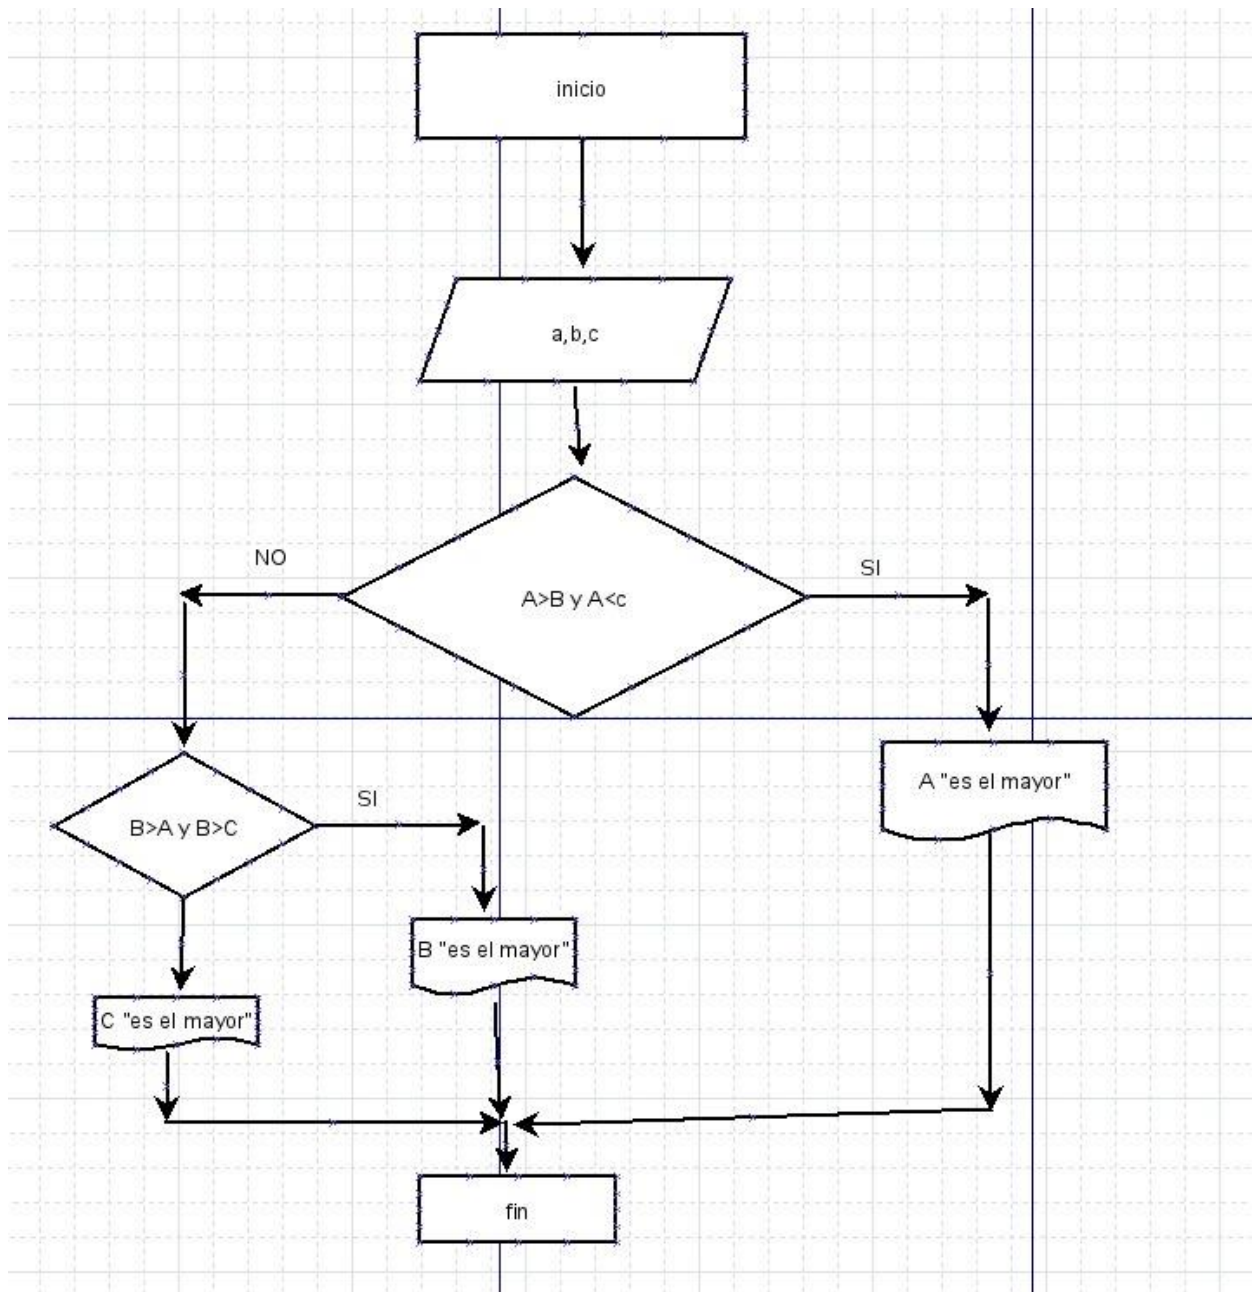 inicio
a,b,c
NO
SI
A>B y A<c
A "es el mayor"
SI
B>A y B>C
B "es el mayor"
C "es el mayor"
fin